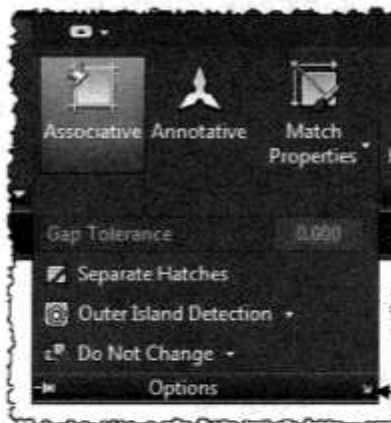 Associative Annotative Match
Properties
Gap Tolerance 0.000
Separate Hatches
Outer Island Detection
Do Not Change
Options